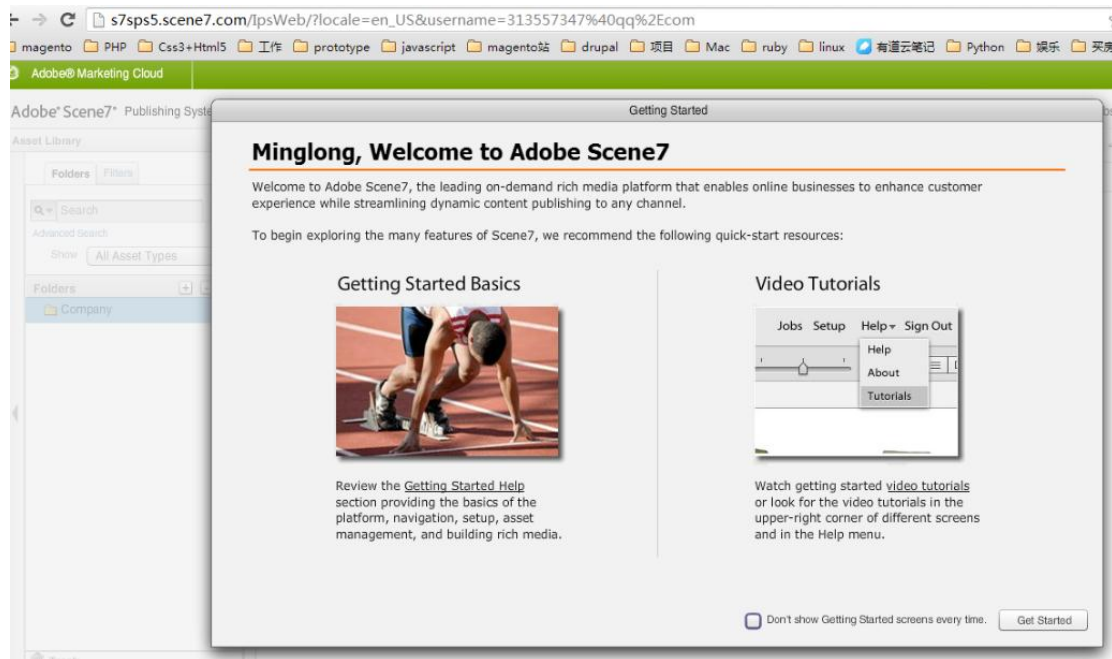 s7sps5.scene7.com/IpsWeb/?locale=en_US&username=313557347%40qq%2Ecom
magento PHP Css3+Html5 工作 prototype javascript magento站 drupal 项目 Mac ruby linux 有道云笔记 Python 娱乐 买房
Adobe® Marketing Cloud
Adobe® Scene7® Publishing Syste
Getting Started
Asset Library
Folders Filters
Search
Advanced Search
Show All Asset Types
Folders
Company
Minglong, Welcome to Adobe Scene7
Welcome to Adobe Scene7, the leading on-demand rich media platform that enables online businesses to enhance customer
experience while streamlining dynamic content publishing to any channel.
To begin exploring the many features of Scene7, we recommend the following quick-start resources:
Getting Started Basics
Review the Getting Started Help
section providing the basics of the
platform, navigation, setup, asset
management, and building rich media.
Video Tutorials
Jobs Setup Help Sign Out
Help
About
Tutorials
Watch getting started video tutorials
or look for the video tutorials in the
upper-right corner of different screens
and in the Help menu.
Don't show Getting Started screens every time. Get Started